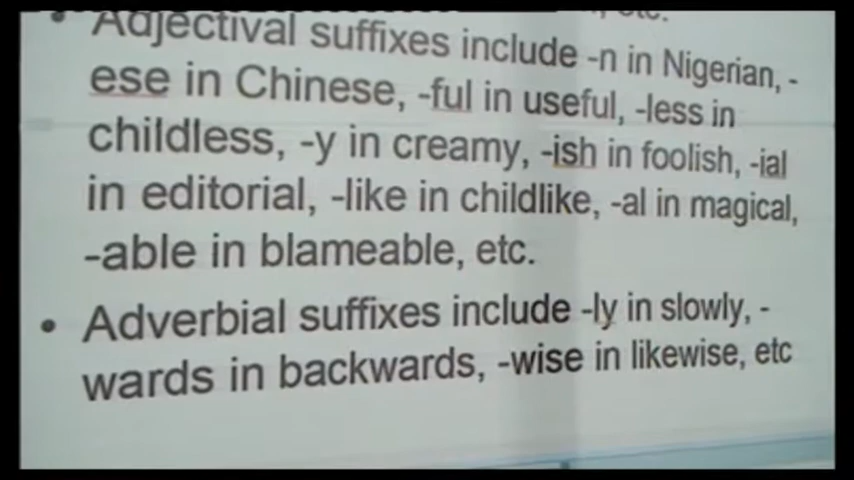 etc.
• Adjectival suffixes include -n in Nigerian, -
ese in Chinese, -ful in useful, -less in
childless, -y in creamy, -ish in foolish, -ial
in editorial, -like in childlike, -al in magical,
-able in blameable, etc.
• Adverbial suffixes include -ly in slowly, -
wards in backwards, -wise in likewise, etc